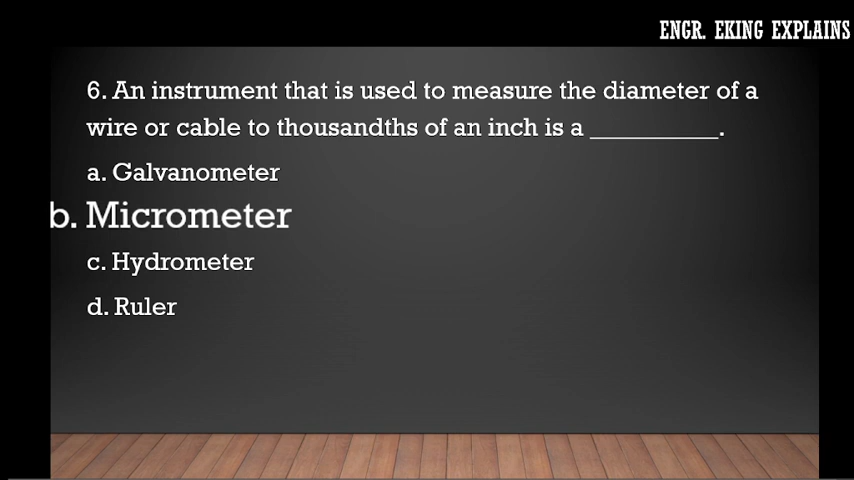 ENGR. EKING EXPLAINS
6. An instrument that is used to measure the diameter of a
wire or cable to thousandths of an inch is a __________.
a. Galvanometer
b. Micrometer
c. Hydrometer
d. Ruler